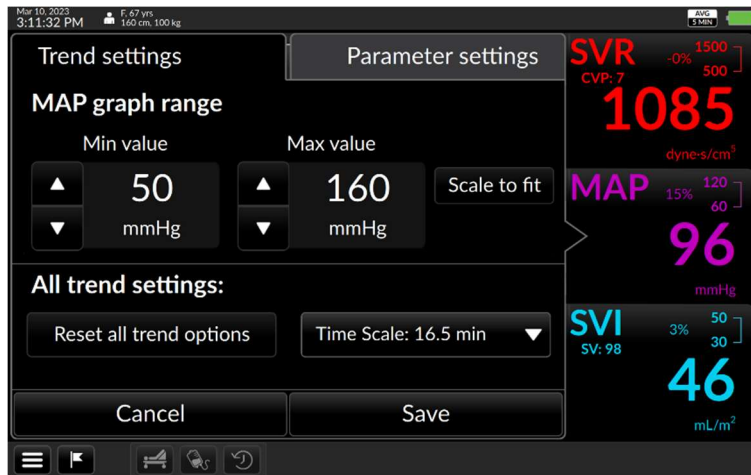 Mar 10, 2023
3:11:32 PM
F, 67 yrs
160 cm, 100 kg
AVG
5 MIN
Trend settings
Parameter settings
MAP graph range
Min value
Max value
50
mmHg
160
mmHg
Scale to fit
All trend settings:
Reset all trend options
Time Scale: 16.5 min
Cancel
Save
SVR
CVP: 7
-0%
1500
500
1085
dyne-s/cm⁵
MAP
15%
120
60
96
mmHg
SVI
SV: 98
3%
50
30
46
mL/m²